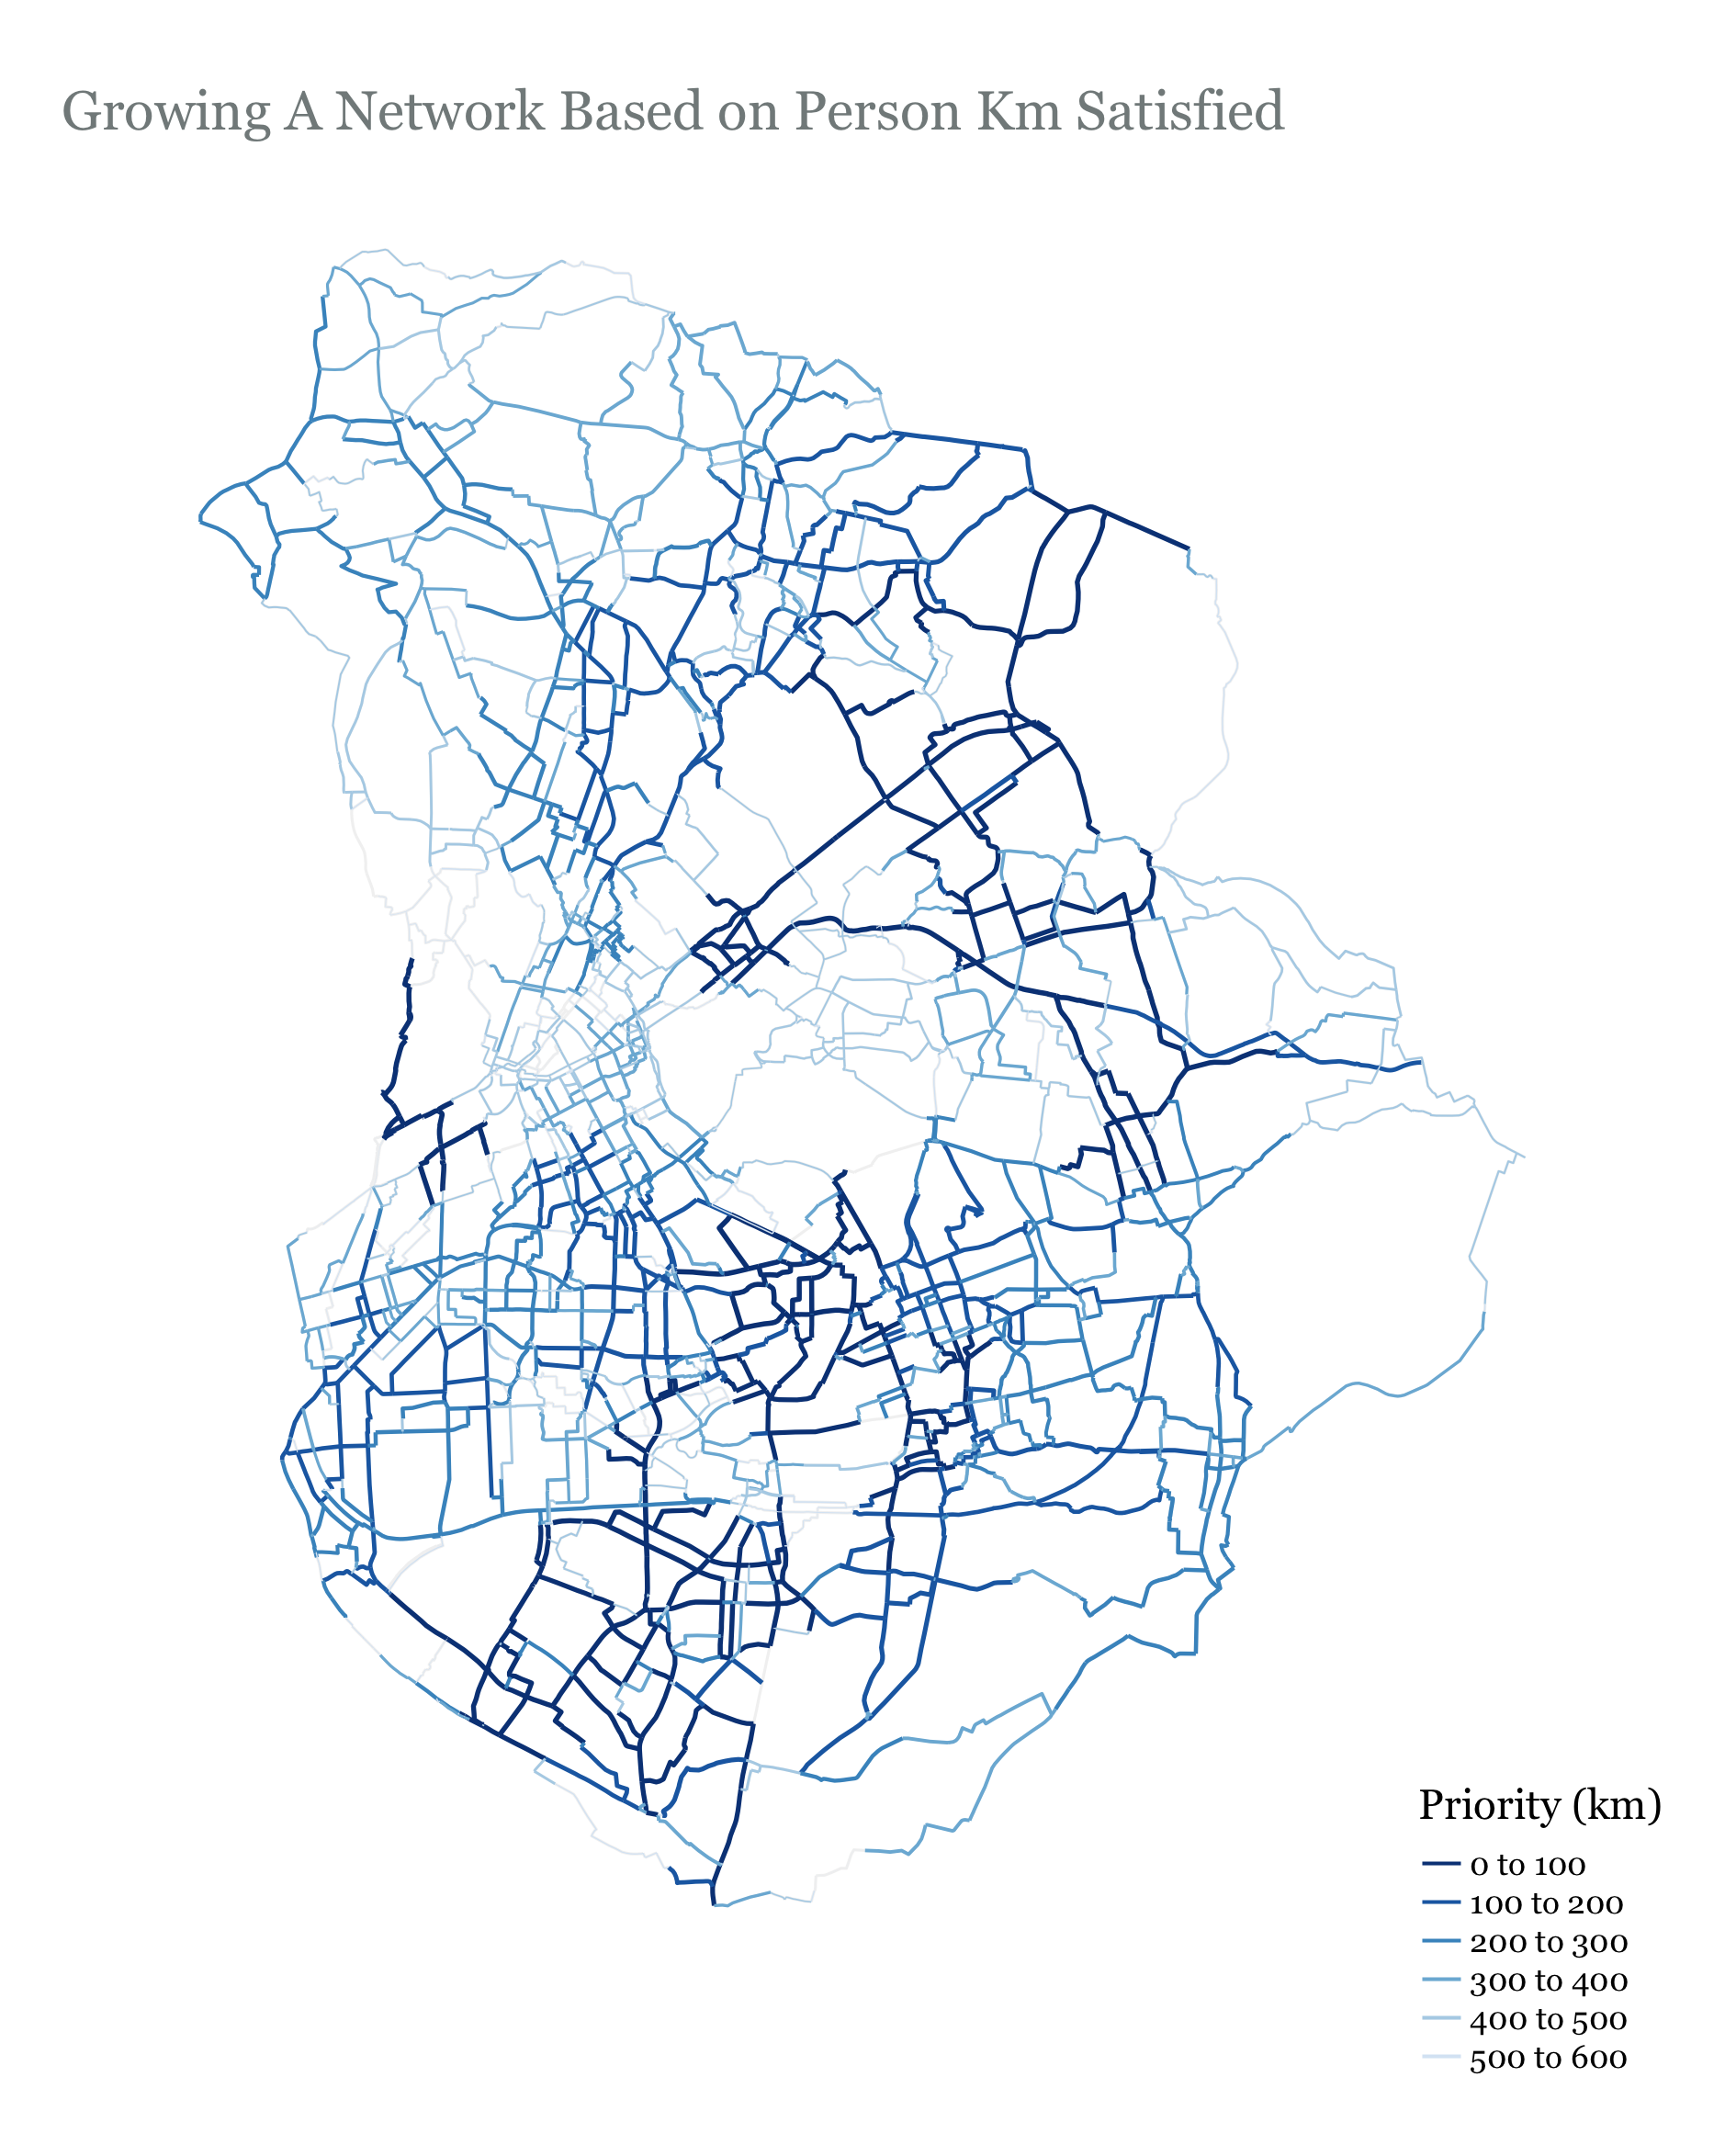 Growing A Network Based on Person Km Satisfied
Priority (km)
0 to 100
100 to 200
200 to 300
300 to 400
400 to 500
500 to 600